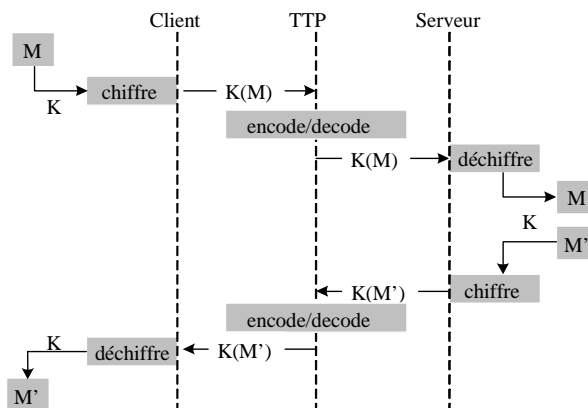 Client TTP Serveur
M
K
chiffre
K(M)
encode/decode
K(M)
déchiffre
M
K
M'
K(M')
chiffre
encode/decode
K
déchiffre
K(M')
M'